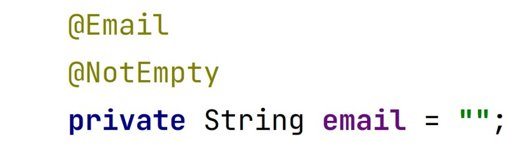 @Email
@NotEmpty
private String email = "";